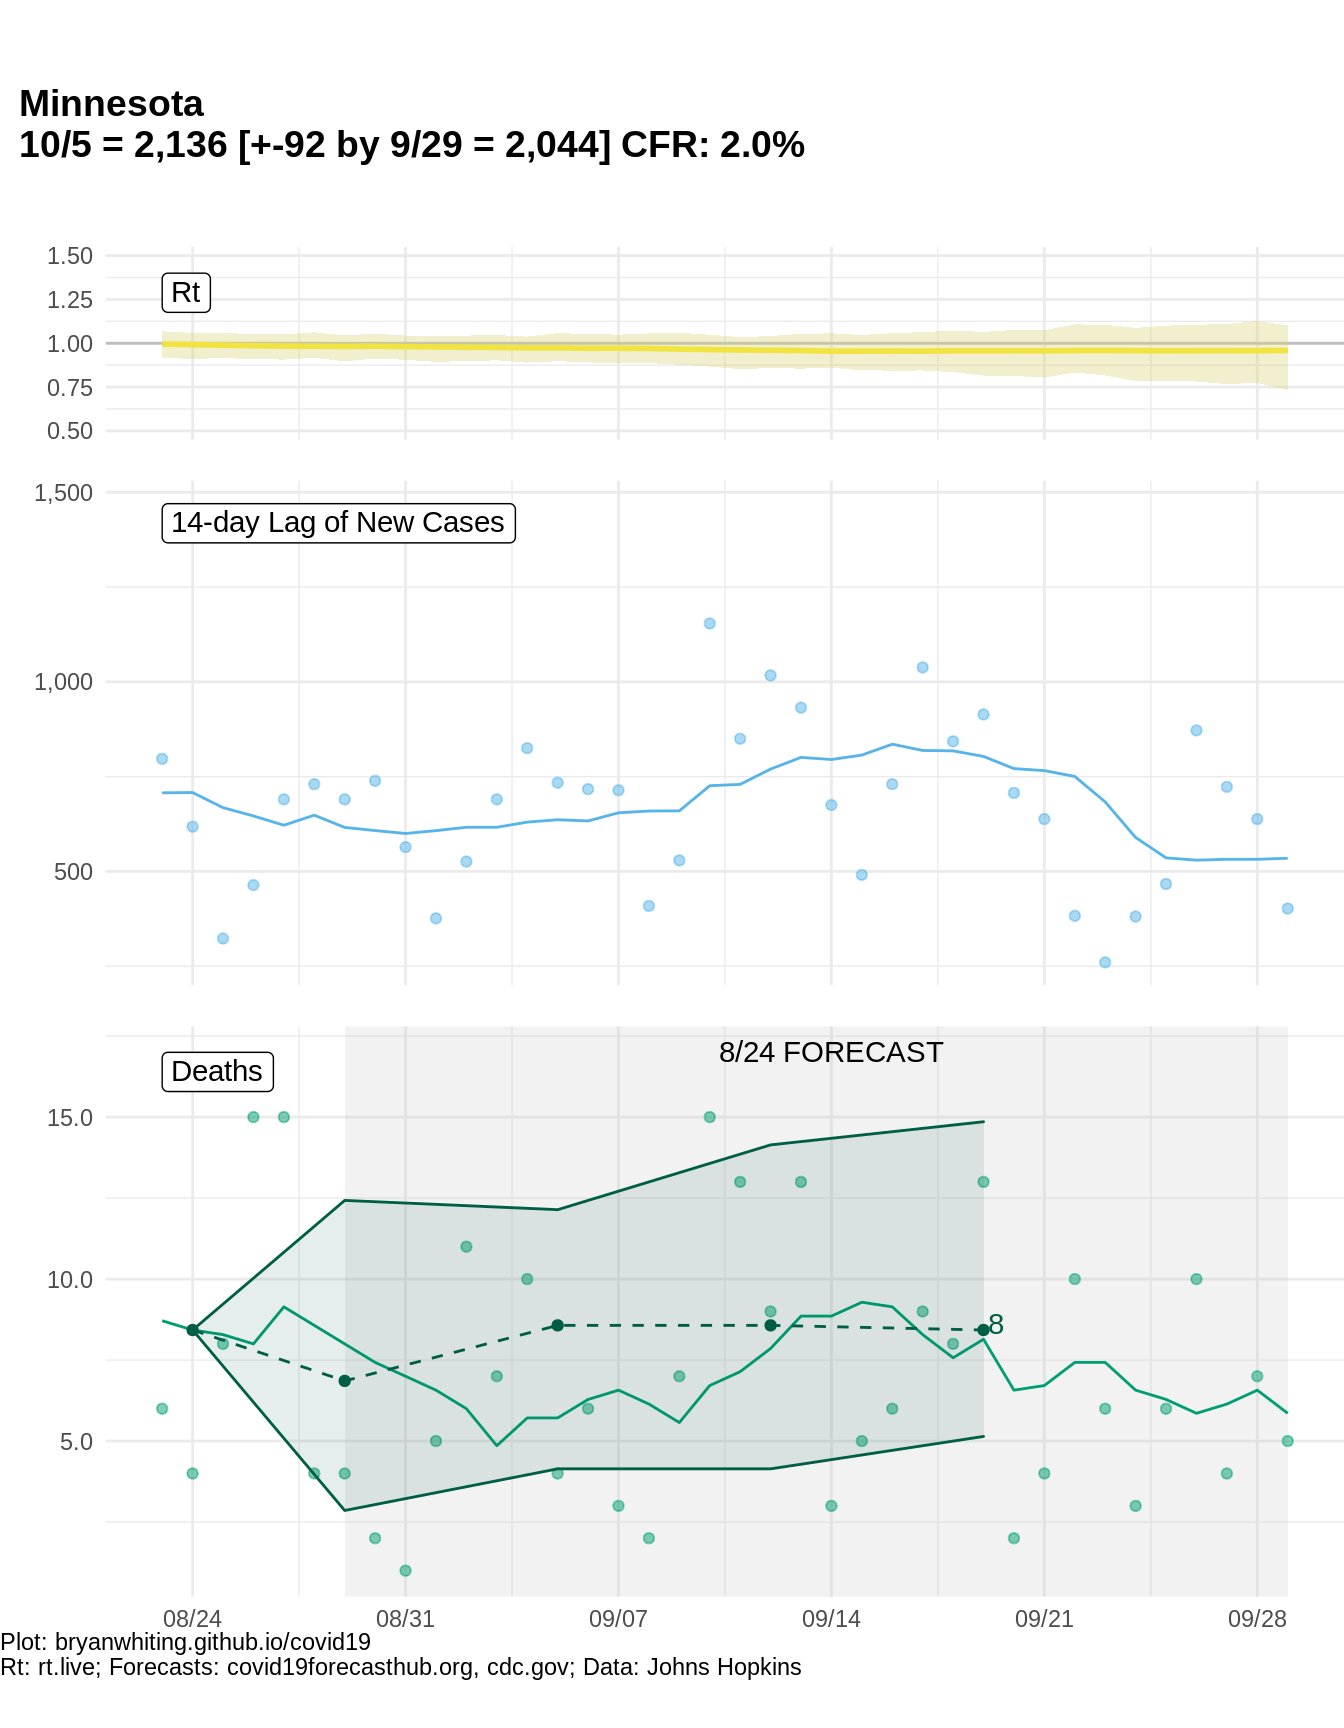 Minnesota
10/5 = 2,136 [+-92 by 9/29 = 2,044] CFR: 2.0%
1.50
Rt
1.25
1.00
0.75
0.50
1,500
14-day Lag of New Cases
1,000
500
8/24 FORECAST
Deaths
15.0
10.0
8
5.0
08/24 08/31 09/07 09/14 09/21 09/28
Plot: bryanwhiting.github.io/covid19
Rt: rt.live; Forecasts: covid19forecasthub.org, cdc.gov; Data: Johns Hopkins